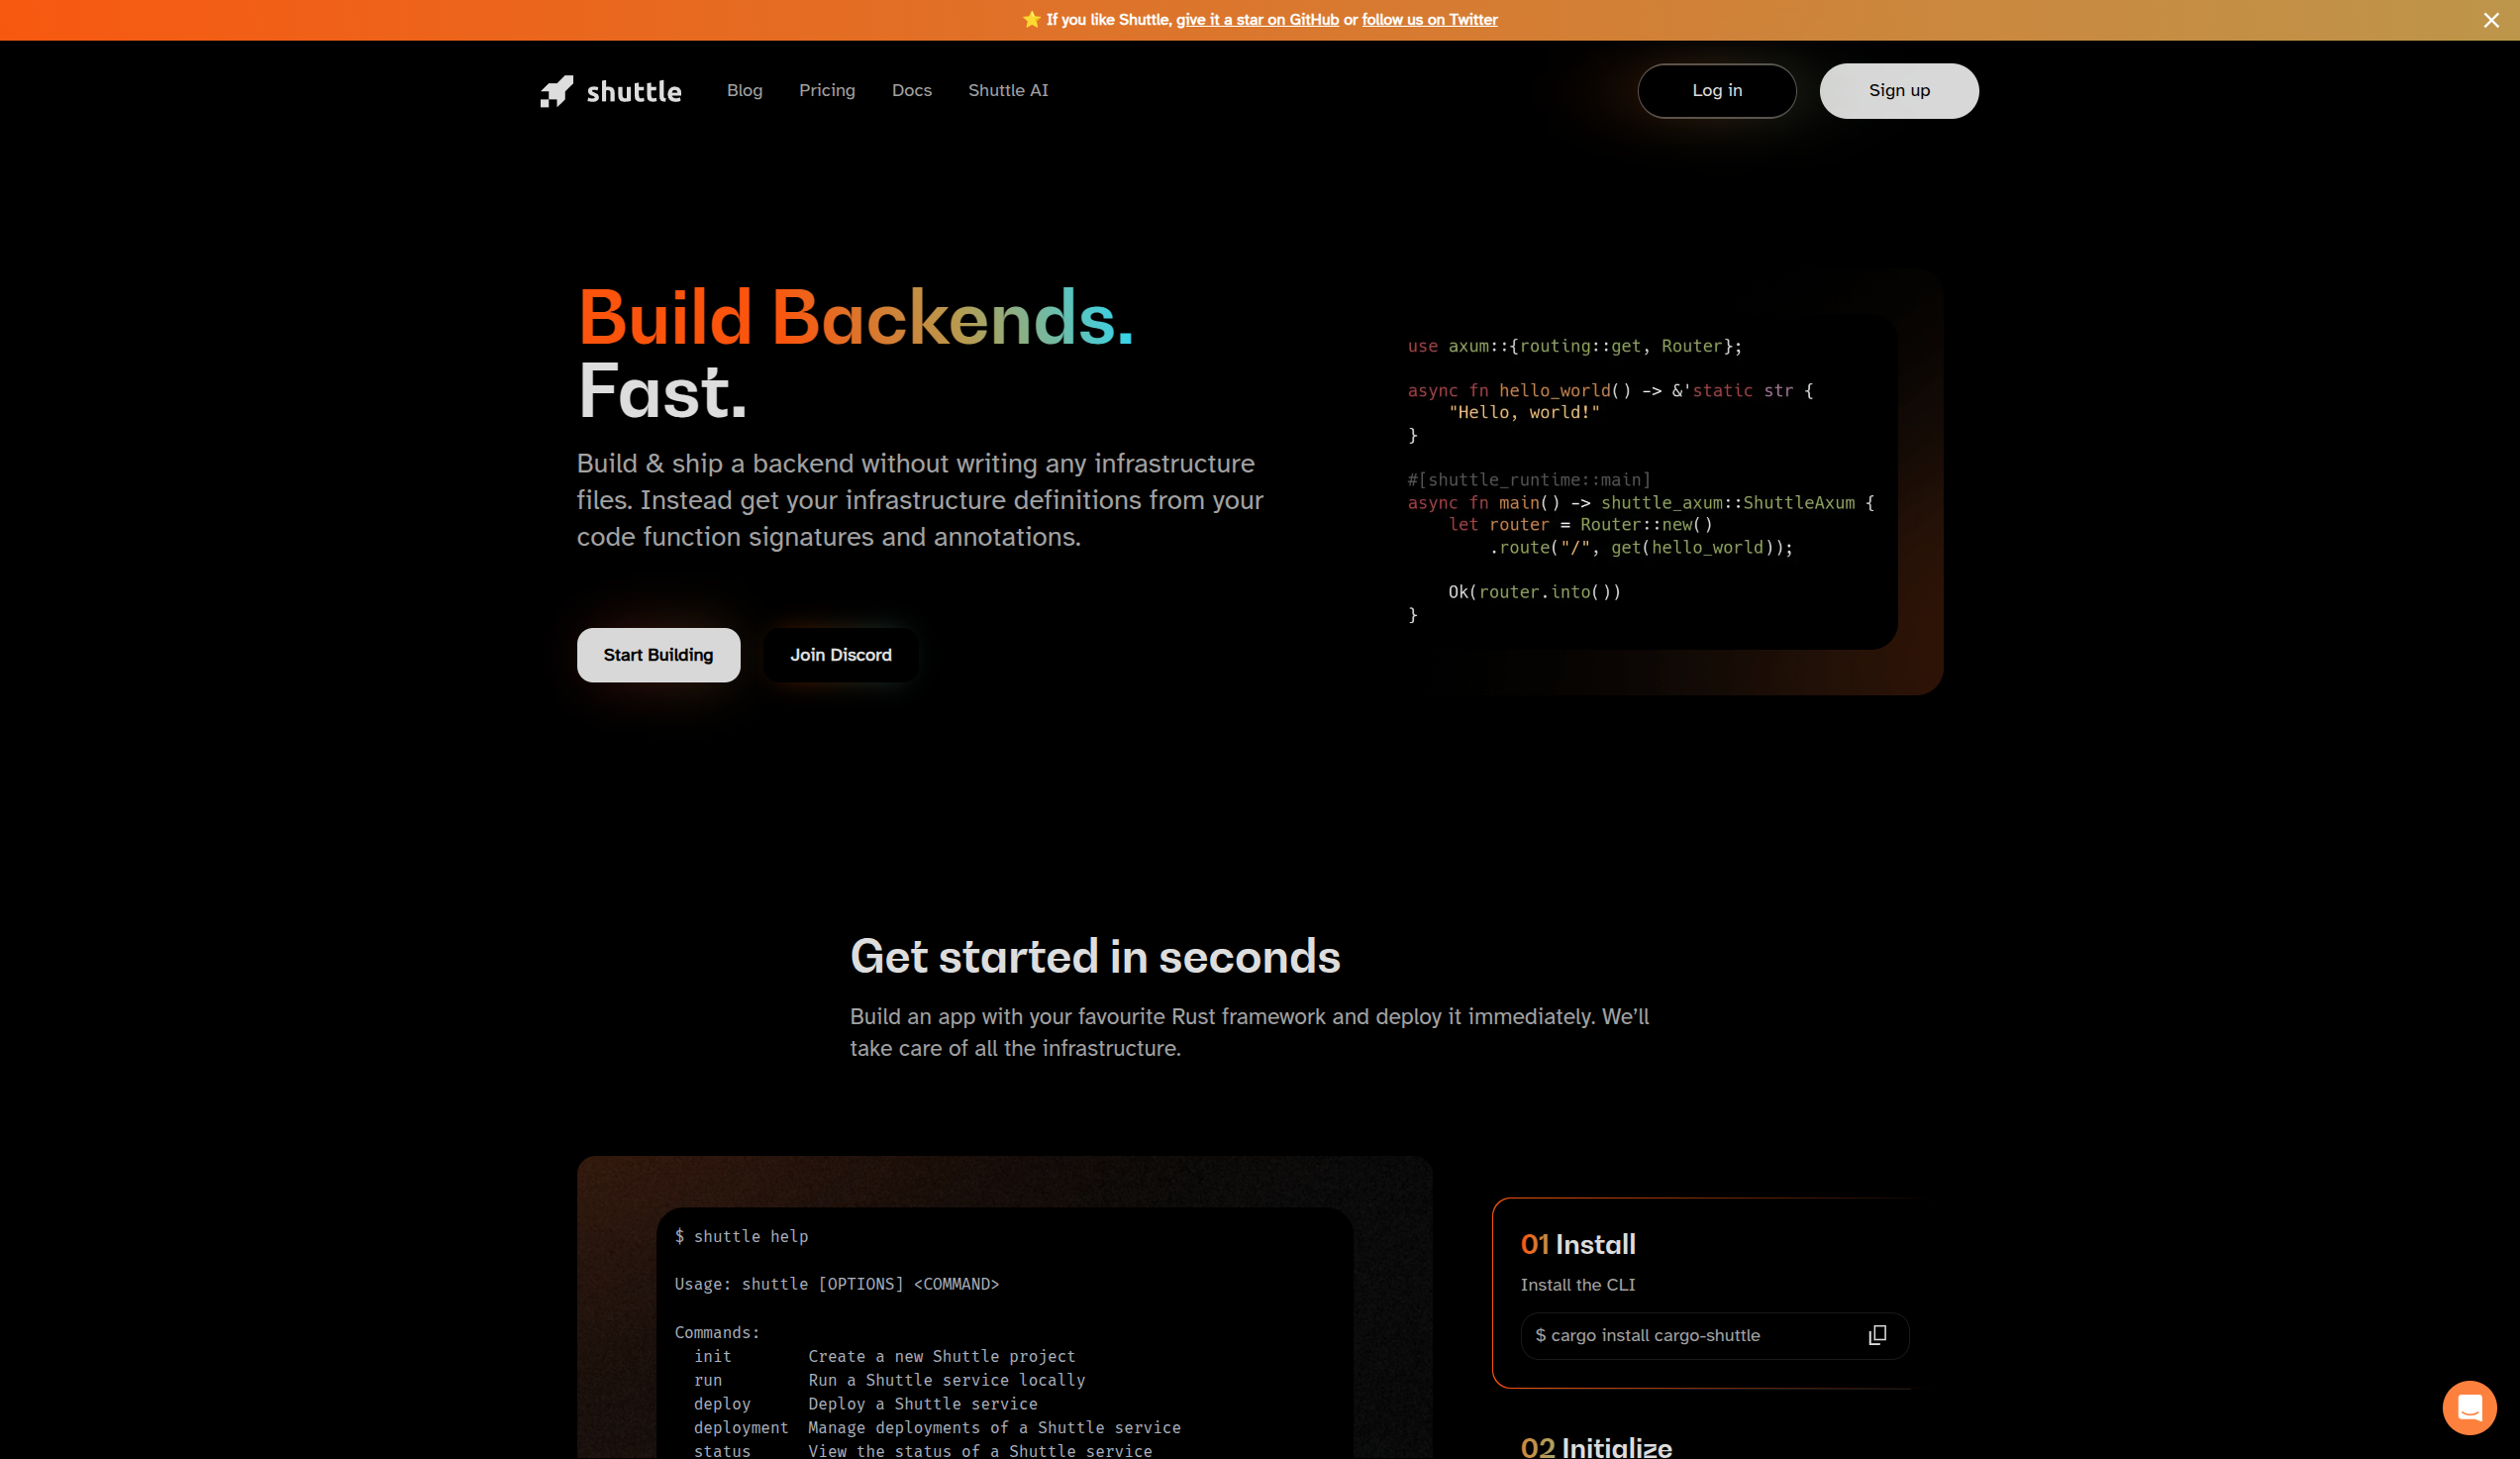 ⭐ If you like Shuttle, give it a star on GitHub or follow us on Twitter
shuttle
Blog
Pricing
Docs
Shuttle AI
Log in
Sign up
Build Backends.
Fast.
Build & ship a backend without writing any infrastructure
files. Instead get your infrastructure definitions from your
code function signatures and annotations.
Start Building
Join Discord
use axum::{routing::get, Router};
async fn hello_world() -> &'static str {
    "Hello, world!"
}
#[shuttle_runtime::main]
async fn main() -> shuttle_axum::ShuttleAxum {
    let router = Router::new()
        .route("/", get(hello_world));
    Ok(router.into())
}
Get started in seconds
Build an app with your favourite Rust framework and deploy it immediately. We’ll
take care of all the infrastructure.
$ shuttle help
Usage: shuttle [OPTIONS] <COMMAND>
Commands:
  init        Create a new Shuttle project
  run         Run a Shuttle service locally
  deploy      Deploy a Shuttle service
  deployment  Manage deployments of a Shuttle service
  status      View the status of a Shuttle service
01 Install
Install the CLI
$ cargo install cargo-shuttle
02 Initialize